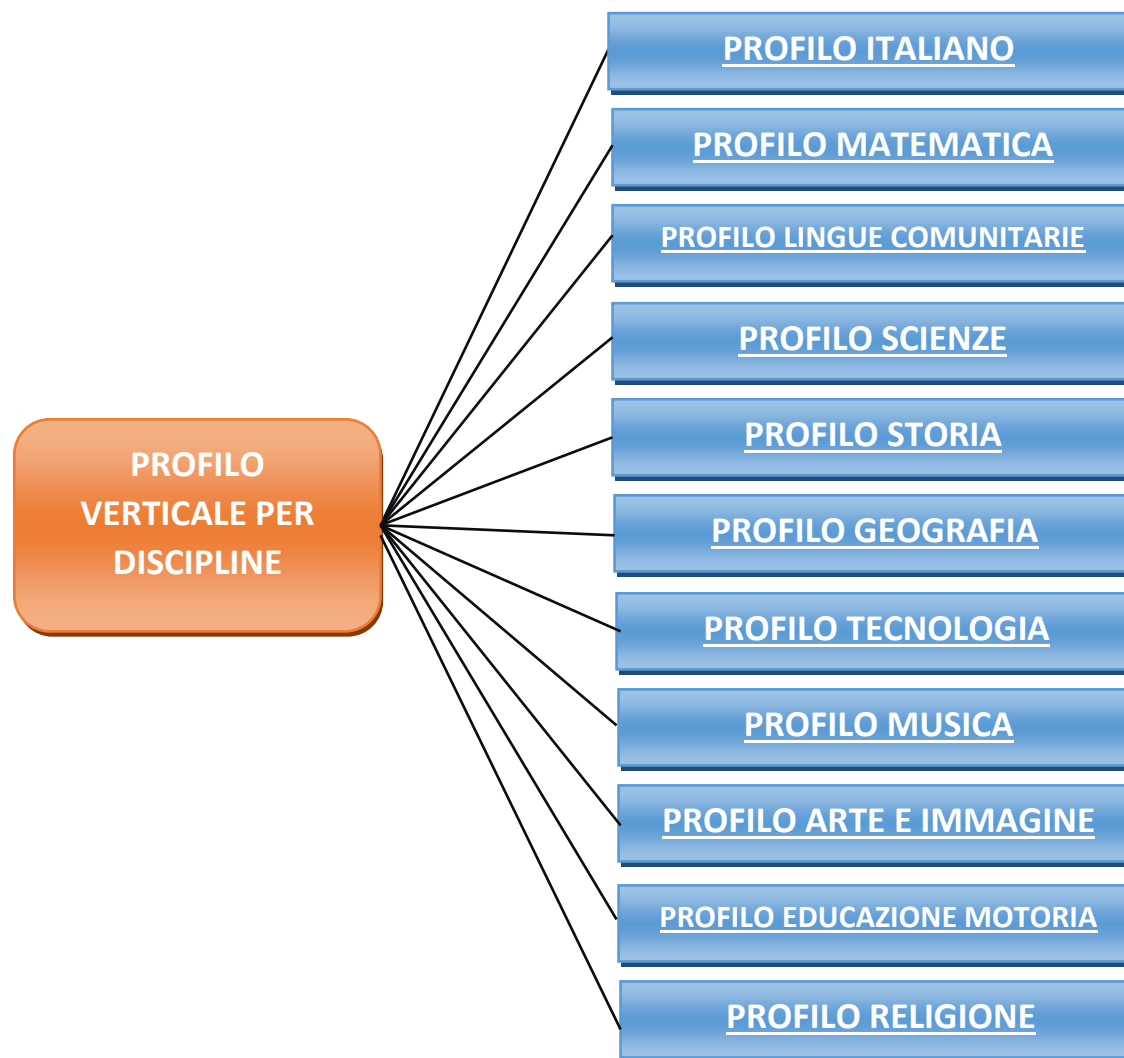 PROFILO ITALIANO
PROFILO MATEMATICA
PROFILO LINGUE COMUNITARIE
PROFILO SCIENZE
PROFILO STORIA
PROFILO
VERTICALE PER
DISCIPLINE
PROFILO GEOGRAFIA
PROFILO TECNOLOGIA
PROFILO MUSICA
PROFILO ARTE E IMMAGINE
PROFILO EDUCAZIONE MOTORIA
PROFILO RELIGIONE